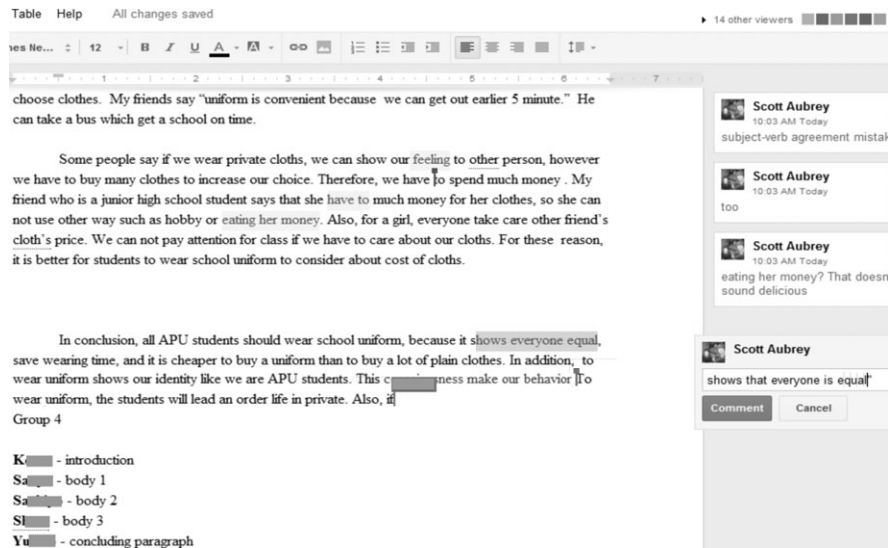 Table Help All changes saved
14 other viewers
nes Ne... 12 B I U A A
1 2 3 4 5 6 7
choose clothes. My friends say “uniform is convenient because we can get out earlier 5 minute.” He
can take a bus which get a school on time.
Some people say if we wear private cloths, we can show our feeling to other person, however
we have to buy many clothes to increase our choice. Therefore, we have to spend much money . My
friend who is a junior high school student says that she have to much money for her clothes, so she can
not use other way such as hobby or eating her money. Also, for a girl, everyone take care other friend's
cloth's price. We can not pay attention for class if we have to care about our cloths. For these reason,
it is better for students to wear school uniform to consider about cost of cloths.
In conclusion, all APU students should wear school uniform, because it shows everyone equal,
save wearing time, and it is cheaper to buy a uniform than to buy a lot of plain clothes. In addition, to
wear uniform shows our identity like we are APU students. This make our behavior To
wear uniform, the students will lead an order life in private. Also, if
Group 4
- introduction
- body 1
- body 2
- body 3
- concluding paragraph
Scott Aubrey
10:03 AM Today
subject-verb agreement mistak
Scott Aubrey
10:03 AM Today
too
Scott Aubrey
10:03 AM Today
eating her money? That doesn
sound delicious
Scott Aubrey
shows that everyone is equal"
Comment Cancel